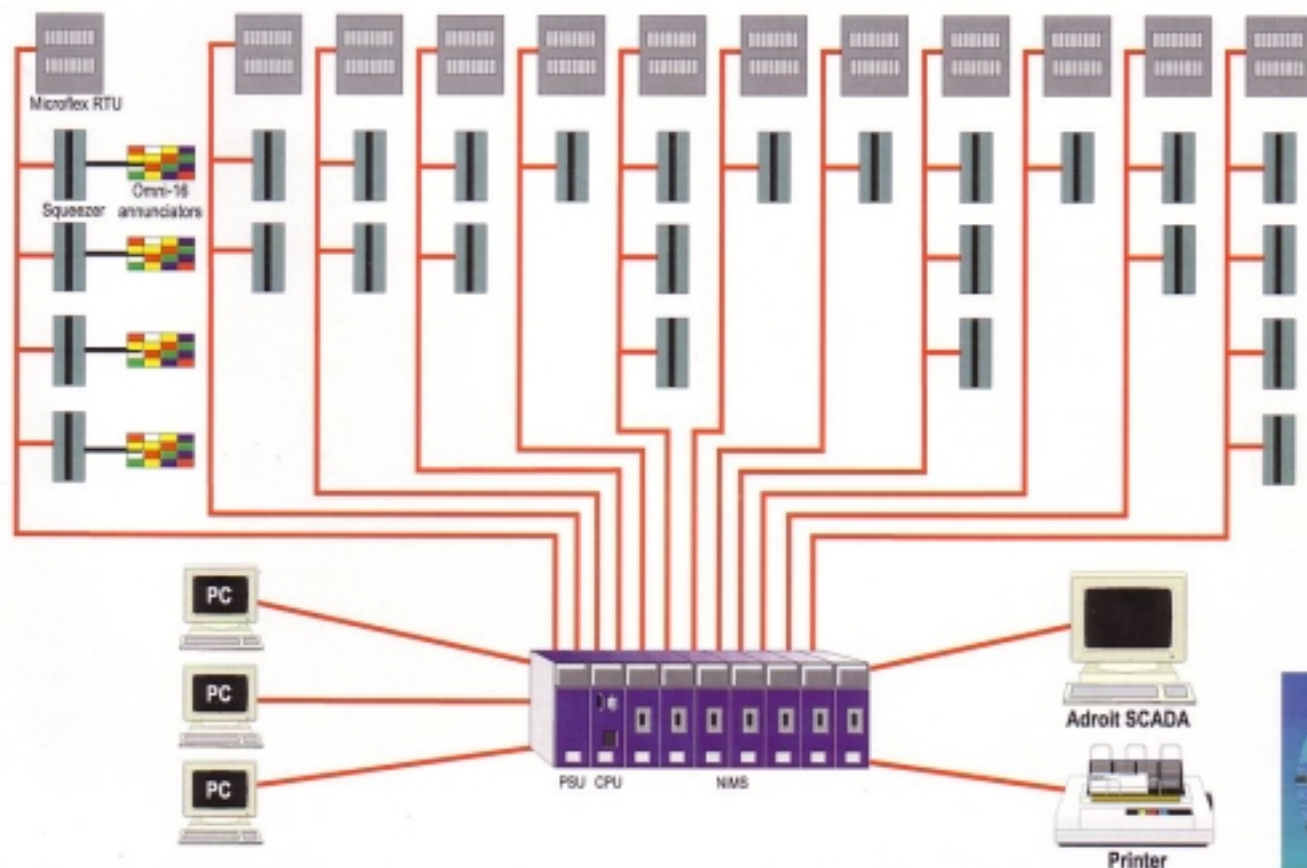 Microflex RTU
Squeezer
Omni-16
annunciators
PC
PC
PC
PSU
CPU
NIMS
Adroit SCADA
Printer